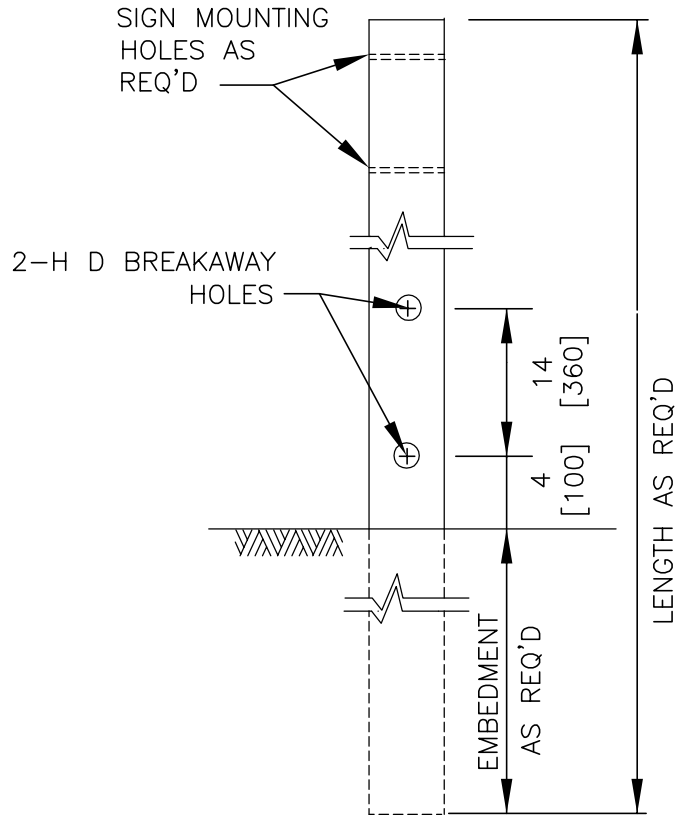 SIGN MOUNTING
HOLES AS
REQ'D
2-H D BREAKAWAY
HOLES
14
[360]
4
[100]
LENGTH AS REQ'D
EMBEDMENT
AS REQ'D